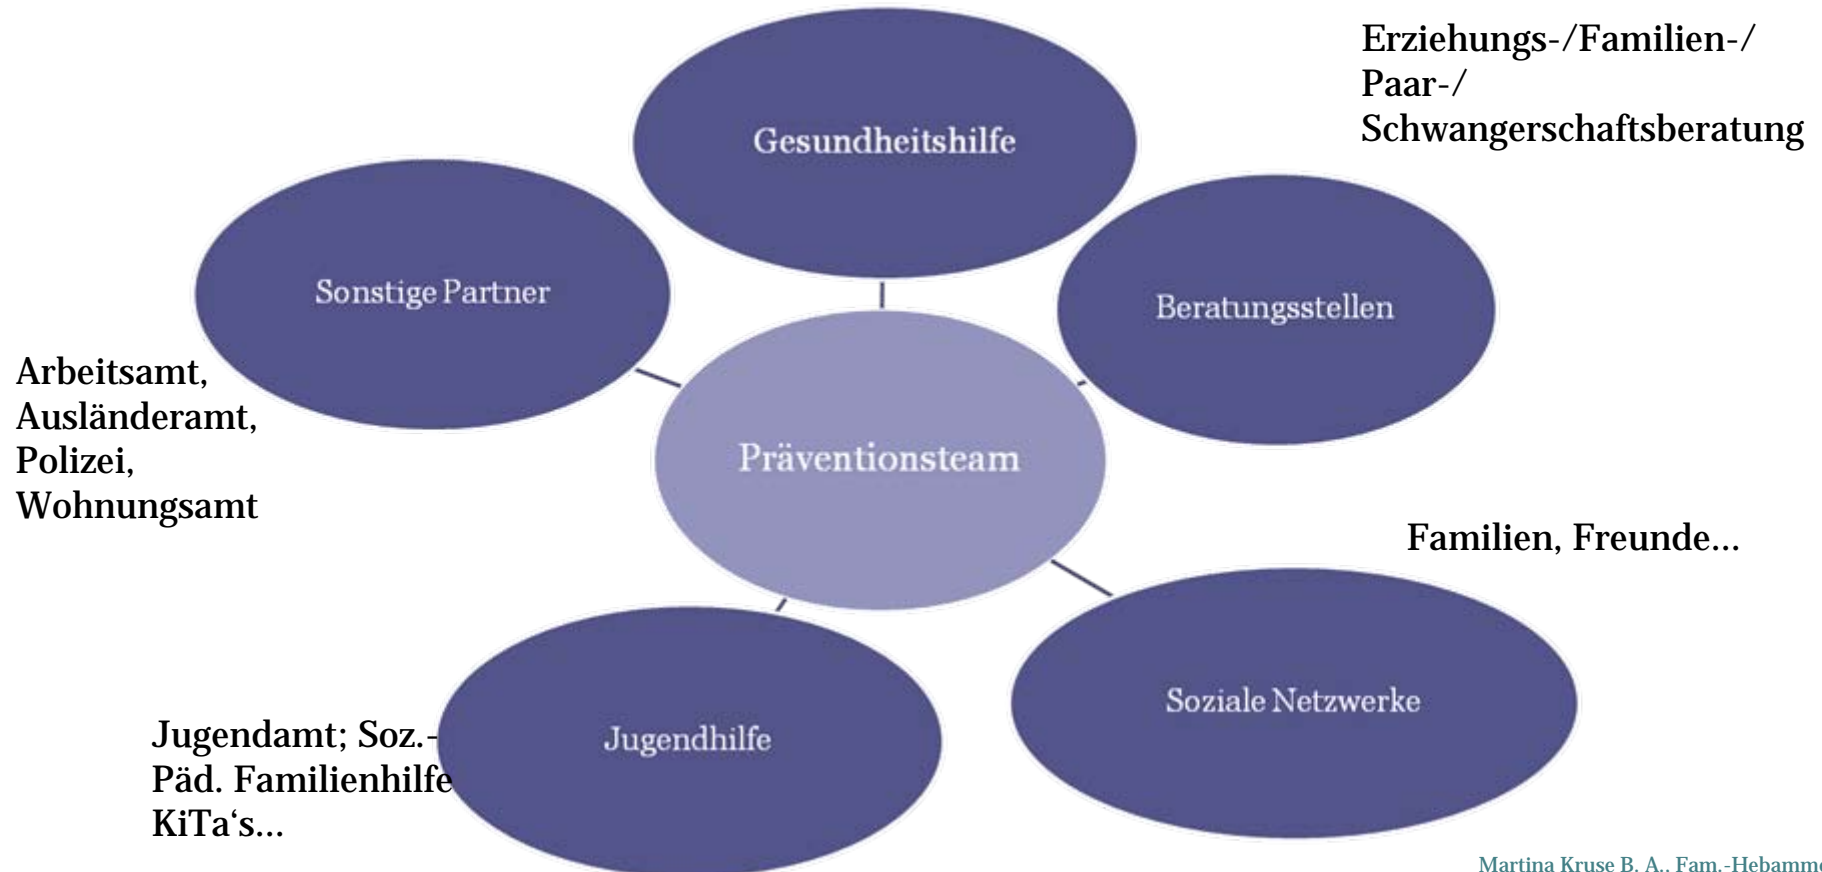 Gesundheitshilfe
Erziehungs-/Familien-/
Paar-/
Schwangerschaftsberatung
Sonstige Partner
Beratungsstellen
Arbeitsamt,
Ausländeramt,
Polizei,
Wohnungsamt
Präventionsteam
Familien, Freunde...
Soziale Netzwerke
Jugendamt; Soz.-
Päd. Familienhilfe
KiTa‘s...
Jugendhilfe
Martina Kruse B. A., Fam.-Hebamme